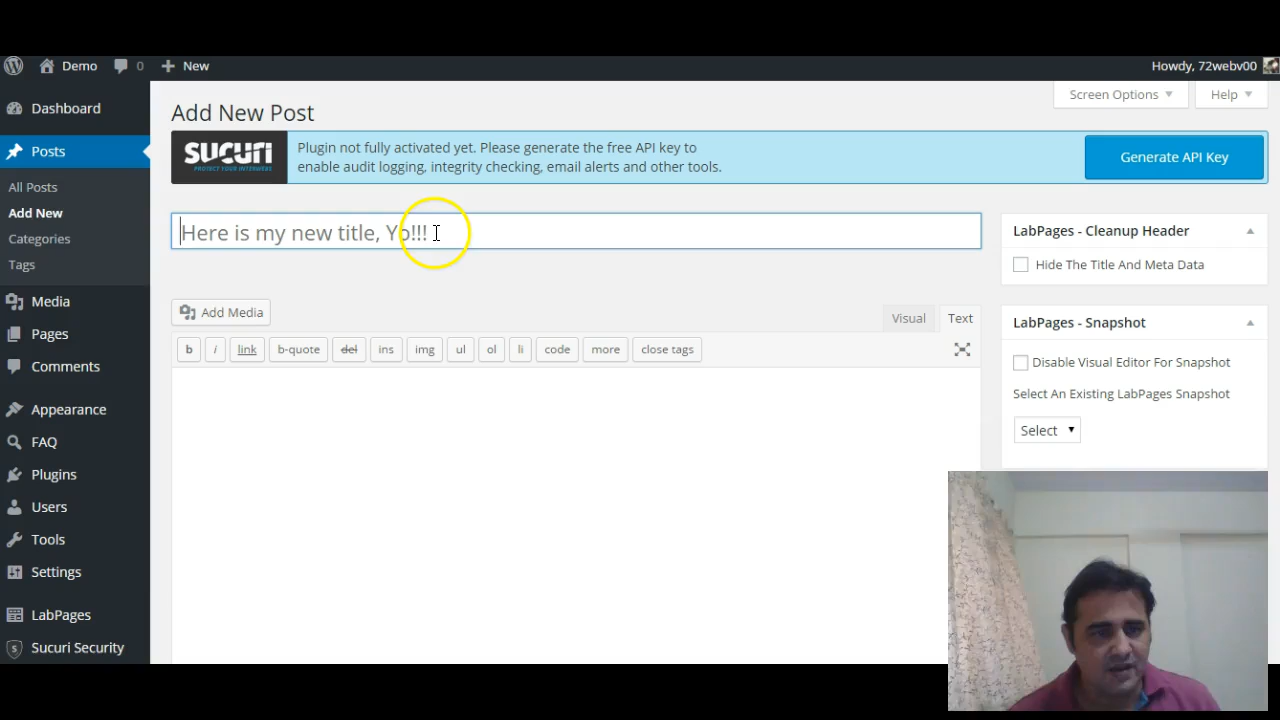 Demo 0 New Howdy, 72webv00
Screen Options Help
Dashboard
Posts
All Posts
Add New
Categories
Tags
Media
Pages
Comments
Appearance
FAQ
Plugins
Users
Tools
Settings
LabPages
Sucuri Security
Add New Post
SUCURI
PROTECT YOUR INTERWEBS
Plugin not fully activated yet. Please generate the free API key to
enable audit logging, integrity checking, email alerts and other tools.
Generate API Key
Here is my new title, Yo!!!
Add Media
Visual Text
b i link b-quote del ins img ul ol li code more close tags
LabPages - Cleanup Header
Hide The Title And Meta Data
LabPages - Snapshot
Disable Visual Editor For Snapshot
Select An Existing LabPages Snapshot
Select